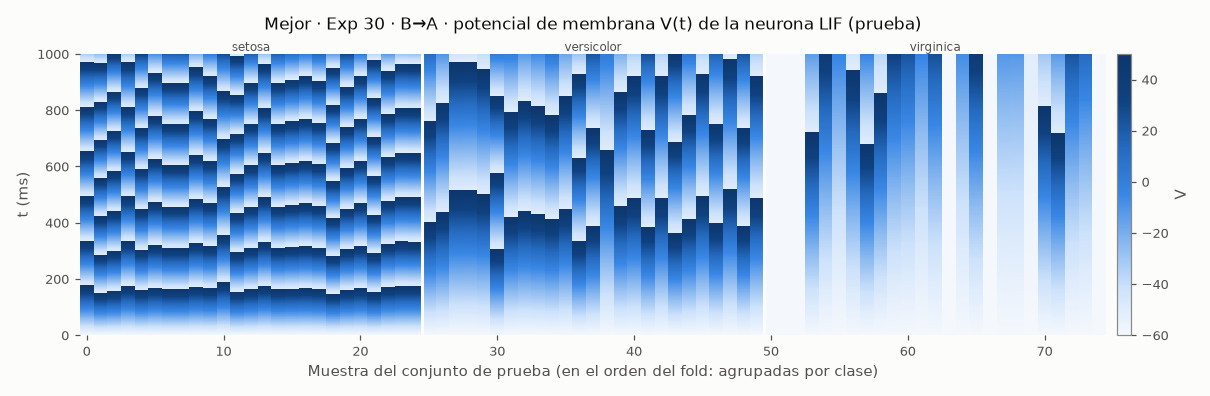 Mejor · Exp 30 · B→A · potencial de membrana V(t) de la neurona LIF (prueba)
setosa
versicolor
virginica
1000
800
600
400
200
0
t (ms)
0
10
20
30
40
50
60
70
Muestra del conjunto de prueba (en el orden del fold: agrupadas por clase)
40
20
0
−20
−40
−60
V